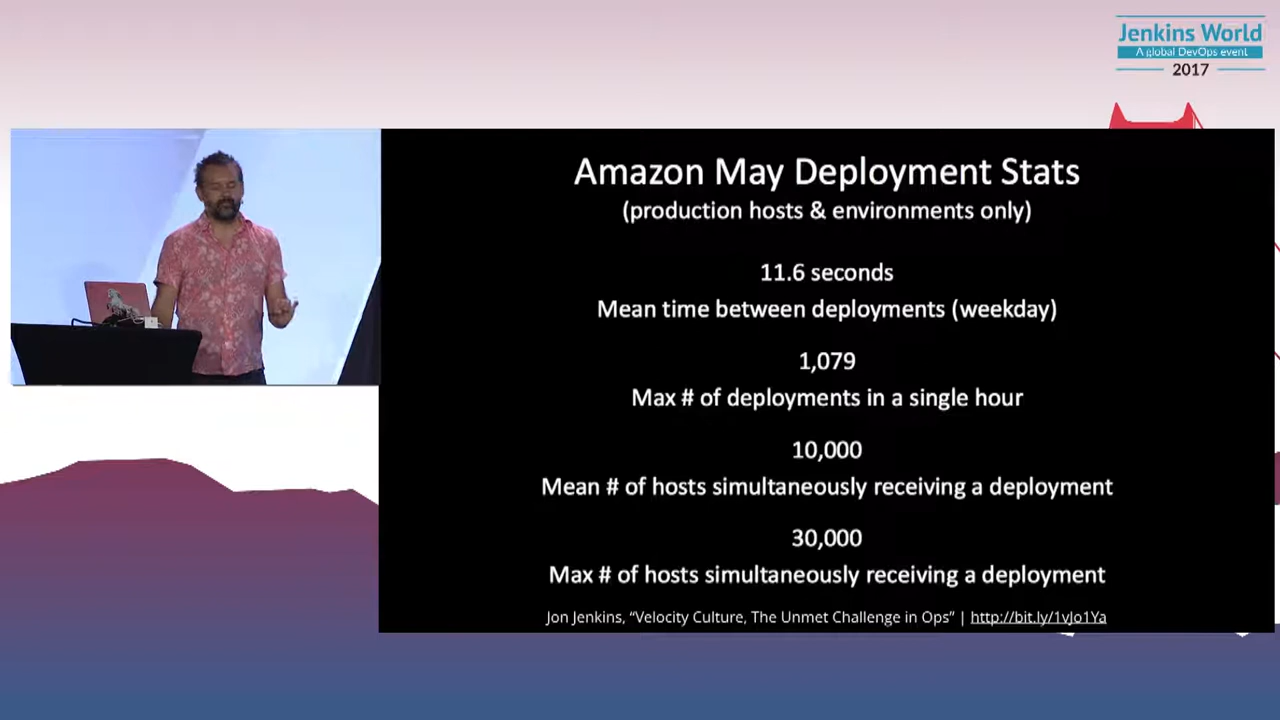 Jenkins World
A global DevOps event
2017
Amazon May Deployment Stats
(production hosts & environments only)
11.6 seconds
Mean time between deployments (weekday)
1,079
Max # of deployments in a single hour
10,000
Mean # of hosts simultaneously receiving a deployment
30,000
Max # of hosts simultaneously receiving a deployment
Jon Jenkins, “Velocity Culture, The Unmet Challenge in Ops” | http://bit.ly/1vJo1Ya